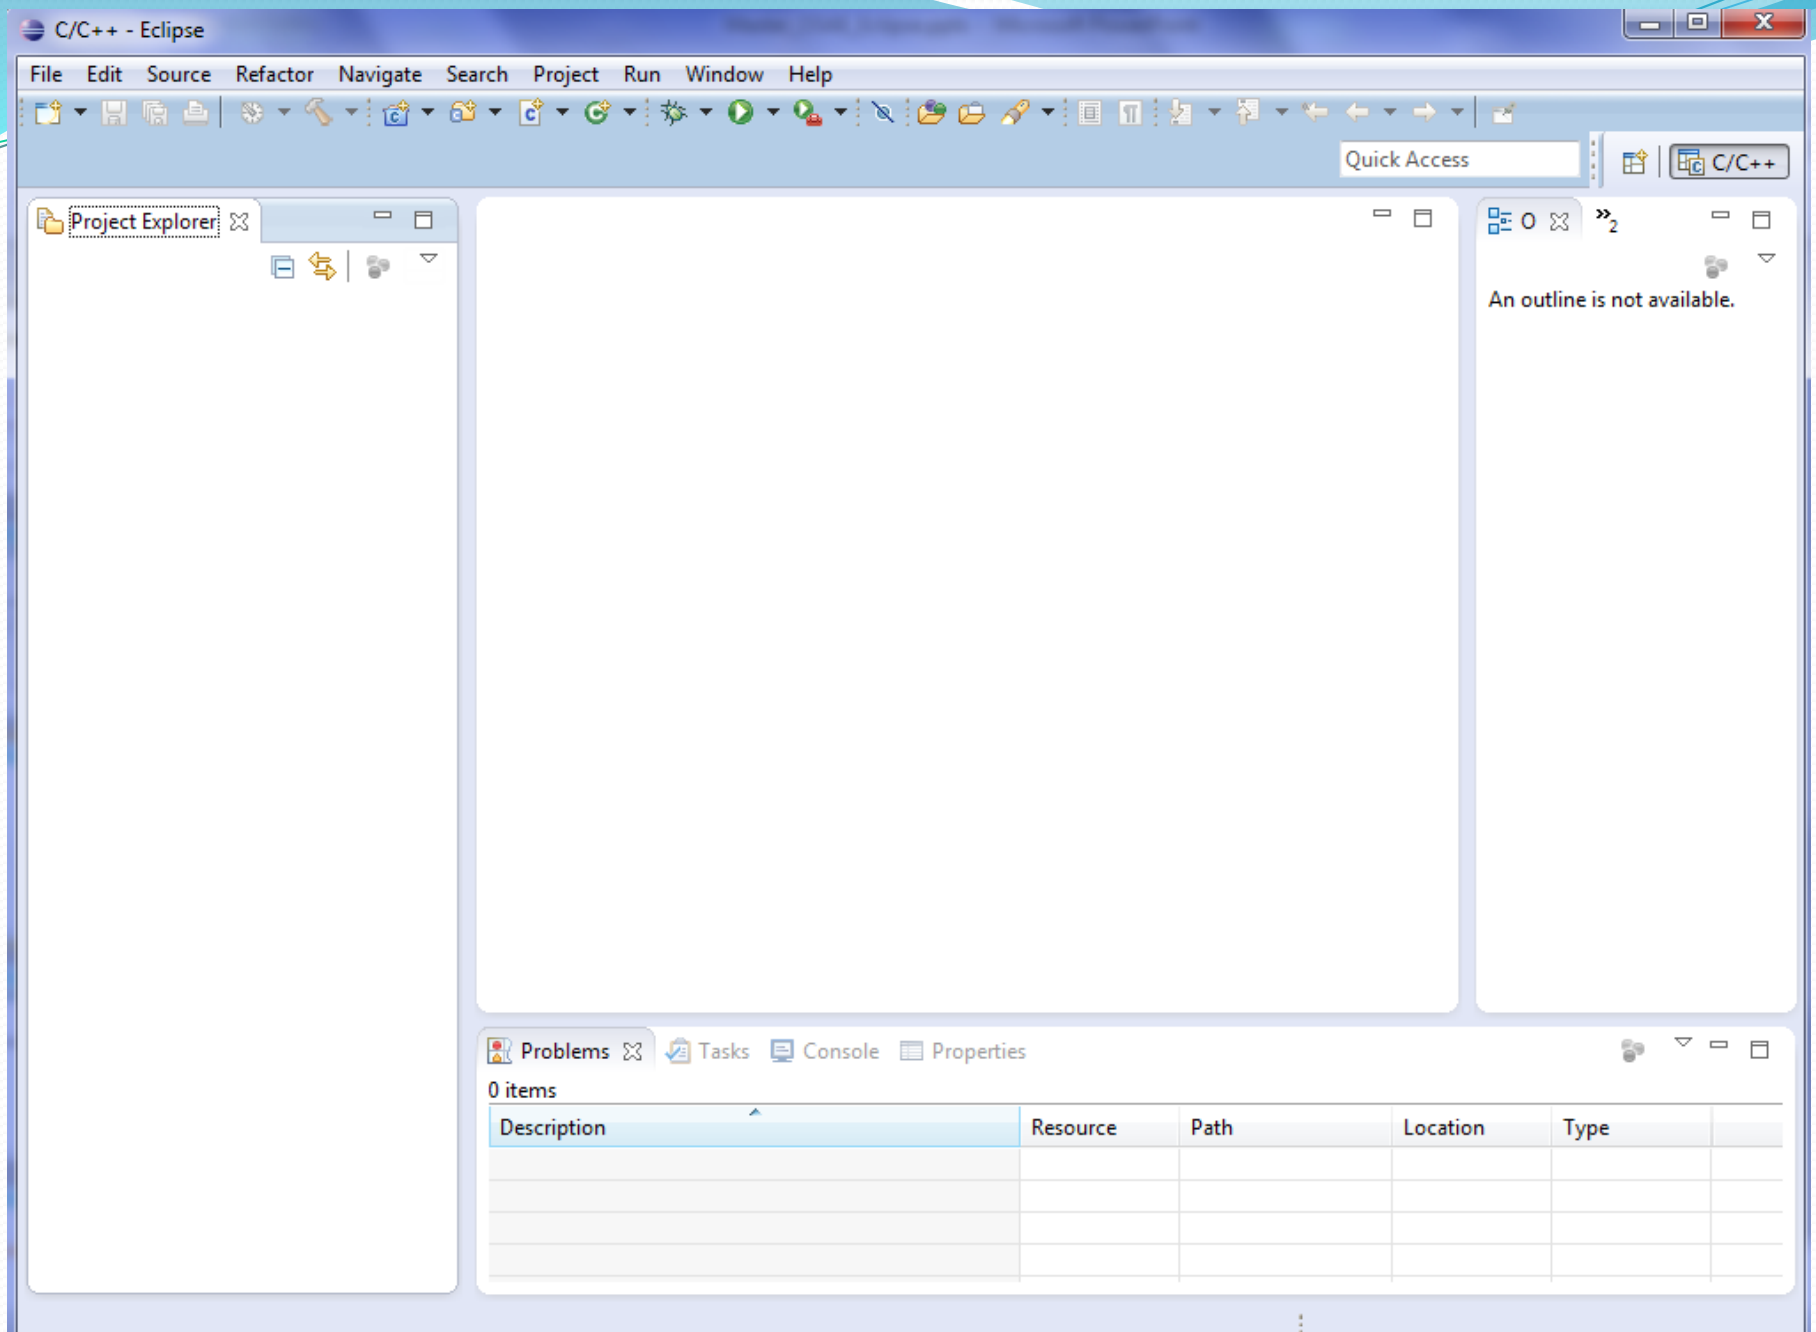 C/C++ - Eclipse
File Edit Source Refactor Navigate Search Project Run Window Help
Quick Access
C/C++
Project Explorer
O
2
An outline is not available.
Problems Tasks Console Properties
0 items
Description Resource Path Location Type